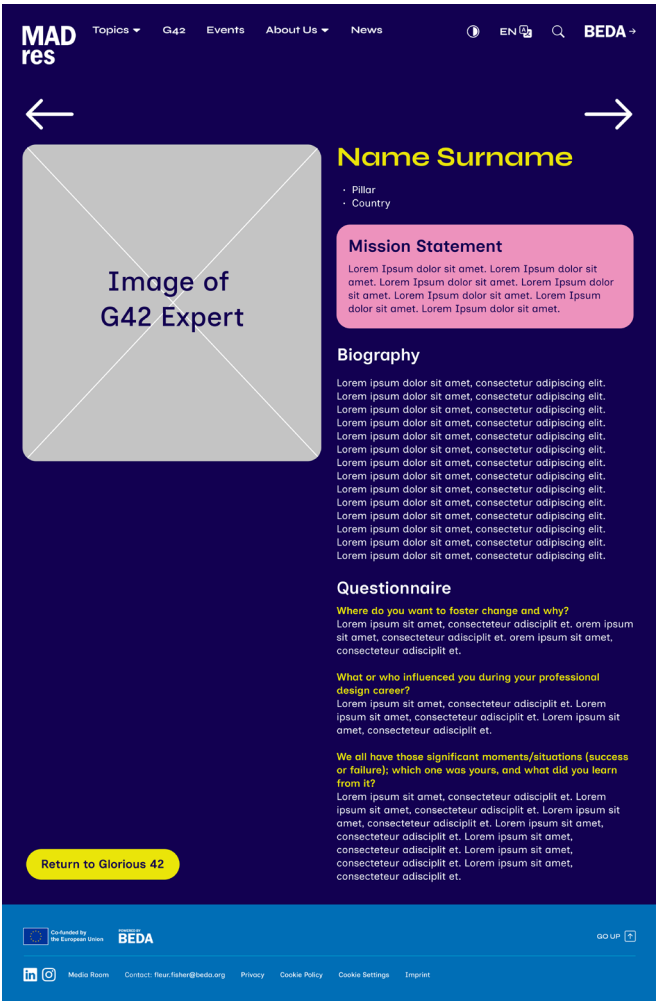 MAD
res
Topics
G42
Events
About Us
News
EN
BEDA
Image of
G42 Expert
Name Surname
· Pillar
· Country
Mission Statement
Lorem Ipsum dolor sit amet. Lorem Ipsum dolor sit
amet. Lorem Ipsum dolor sit amet. Lorem Ipsum dolor
sit amet. Lorem Ipsum dolor sit amet. Lorem Ipsum
dolor sit amet. Lorem Ipsum dolor sit amet.
Biography
Lorem ipsum dolor sit amet, consectetur adipiscing elit.
Lorem ipsum dolor sit amet, consectetur adipiscing elit.
Lorem ipsum dolor sit amet, consectetur adipiscing elit.
Lorem ipsum dolor sit amet, consectetur adipiscing elit.
Lorem ipsum dolor sit amet, consectetur adipiscing elit.
Lorem ipsum dolor sit amet, consectetur adipiscing elit.
Lorem ipsum dolor sit amet, consectetur adipiscing elit.
Lorem ipsum dolor sit amet, consectetur adipiscing elit.
Lorem ipsum dolor sit amet, consectetur adipiscing elit.
Lorem ipsum dolor sit amet, consectetur adipiscing elit.
Lorem ipsum dolor sit amet, consectetur adipiscing elit.
Lorem ipsum dolor sit amet, consectetur adipiscing elit.
Lorem ipsum dolor sit amet, consectetur adipiscing elit.
Lorem ipsum dolor sit amet, consectetur adipiscing elit.
Questionnaire
Where do you want to foster change and why?
Lorem ipsum sit amet, consecteteur adisciplit et. orem ipsum
sit amet, consecteteur adisciplit et. orem ipsum sit amet,
consecteteur adisciplit et.
What or who influenced you during your professional
design career?
Lorem ipsum sit amet, consecteteur adisciplit et. Lorem
ipsum sit amet, consecteteur adisciplit et. Lorem ipsum sit
amet, consecteteur adisciplit et.
We all have those significant moments/situations (success
or failure); which one was yours, and what did you learn
from it?
Lorem ipsum sit amet, consecteteur adisciplit et. Lorem
ipsum sit amet, consecteteur adisciplit et. Lorem ipsum sit
amet, consecteteur adisciplit et. Lorem ipsum sit amet,
consecteteur adisciplit et. Lorem ipsum sit amet,
consecteteur adisciplit et. Lorem ipsum sit amet,
consecteteur adisciplit et. Lorem ipsum sit amet,
consecteteur adisciplit et.
Return to Glorious 42
Co-funded by
the European Union
POWERED BY
BEDA
GO UP
in
Media Room
Contact: fleur.fisher@beda.org
Privacy
Cookie Policy
Cookie Settings
Imprint